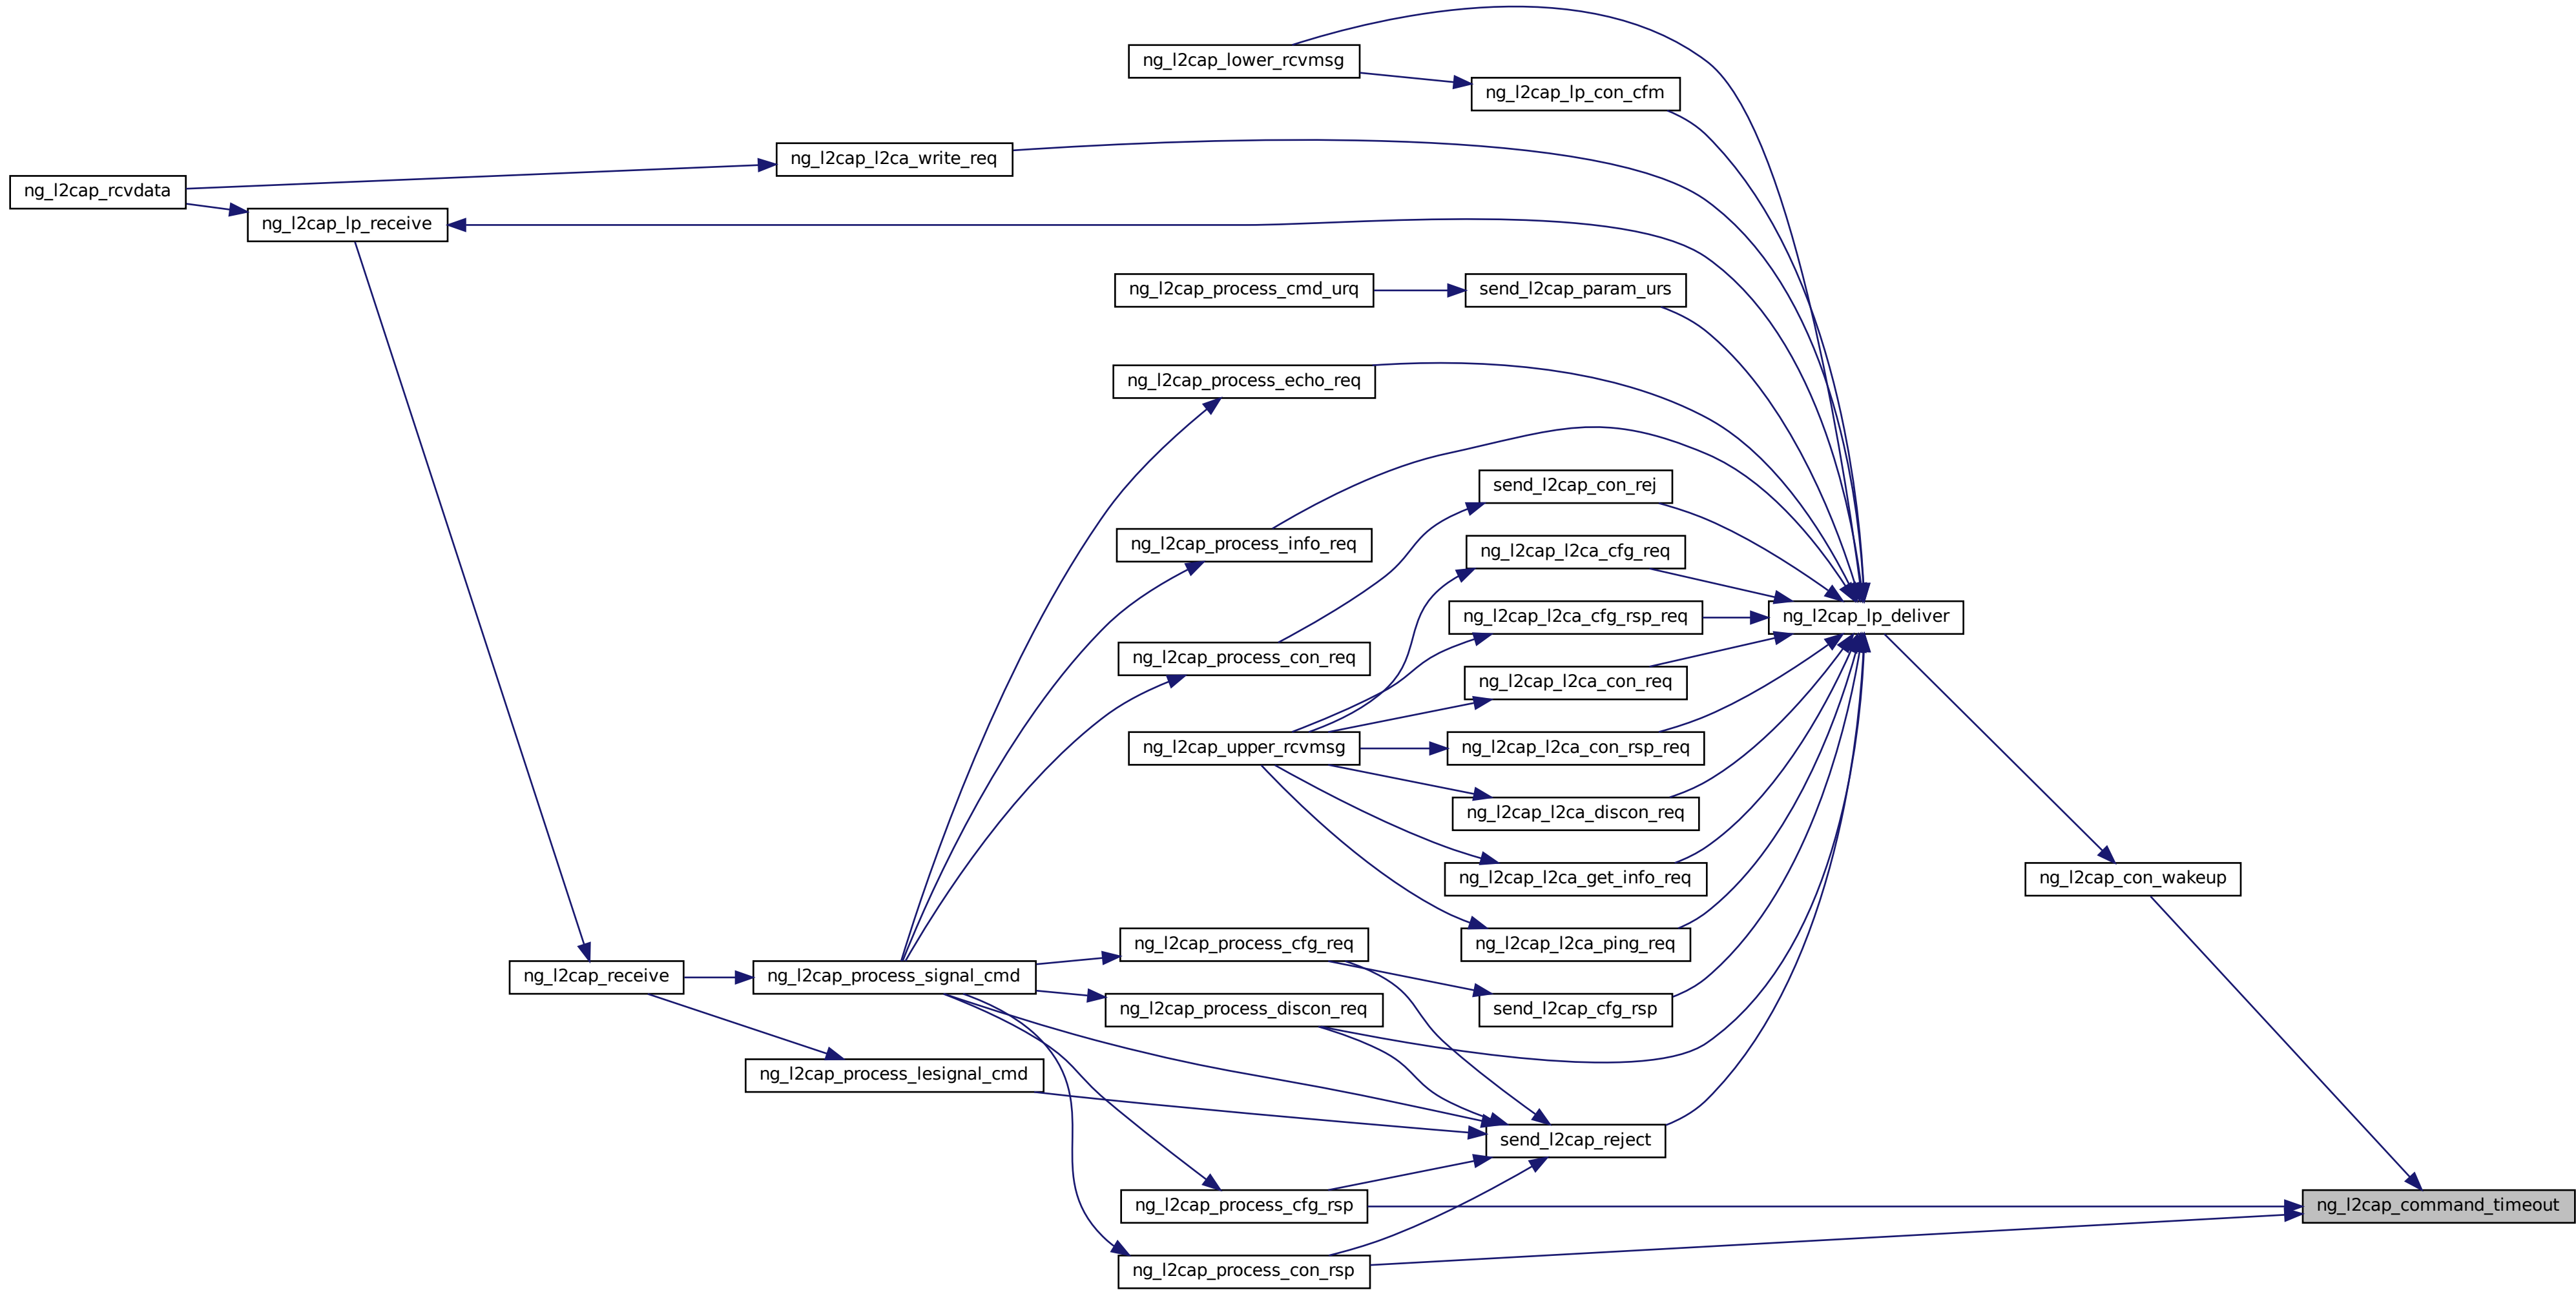 ng_l2cap_lower_rcvmsg
ng_l2cap_lp_con_cfm
ng_l2cap_l2ca_write_req
ng_l2cap_rcvdata
ng_l2cap_lp_receive
ng_l2cap_process_cmd_urq
send_l2cap_param_urs
ng_l2cap_process_echo_req
send_l2cap_con_rej
ng_l2cap_process_info_req
ng_l2cap_l2ca_cfg_req
ng_l2cap_l2ca_cfg_rsp_req
ng_l2cap_lp_deliver
ng_l2cap_process_con_req
ng_l2cap_l2ca_con_req
ng_l2cap_upper_rcvmsg
ng_l2cap_l2ca_con_rsp_req
ng_l2cap_l2ca_discon_req
ng_l2cap_l2ca_get_info_req
ng_l2cap_con_wakeup
ng_l2cap_process_cfg_req
ng_l2cap_l2ca_ping_req
ng_l2cap_receive
ng_l2cap_process_signal_cmd
ng_l2cap_process_discon_req
send_l2cap_cfg_rsp
ng_l2cap_process_lesignal_cmd
send_l2cap_reject
ng_l2cap_process_cfg_rsp
ng_l2cap_command_timeout
ng_l2cap_process_con_rsp